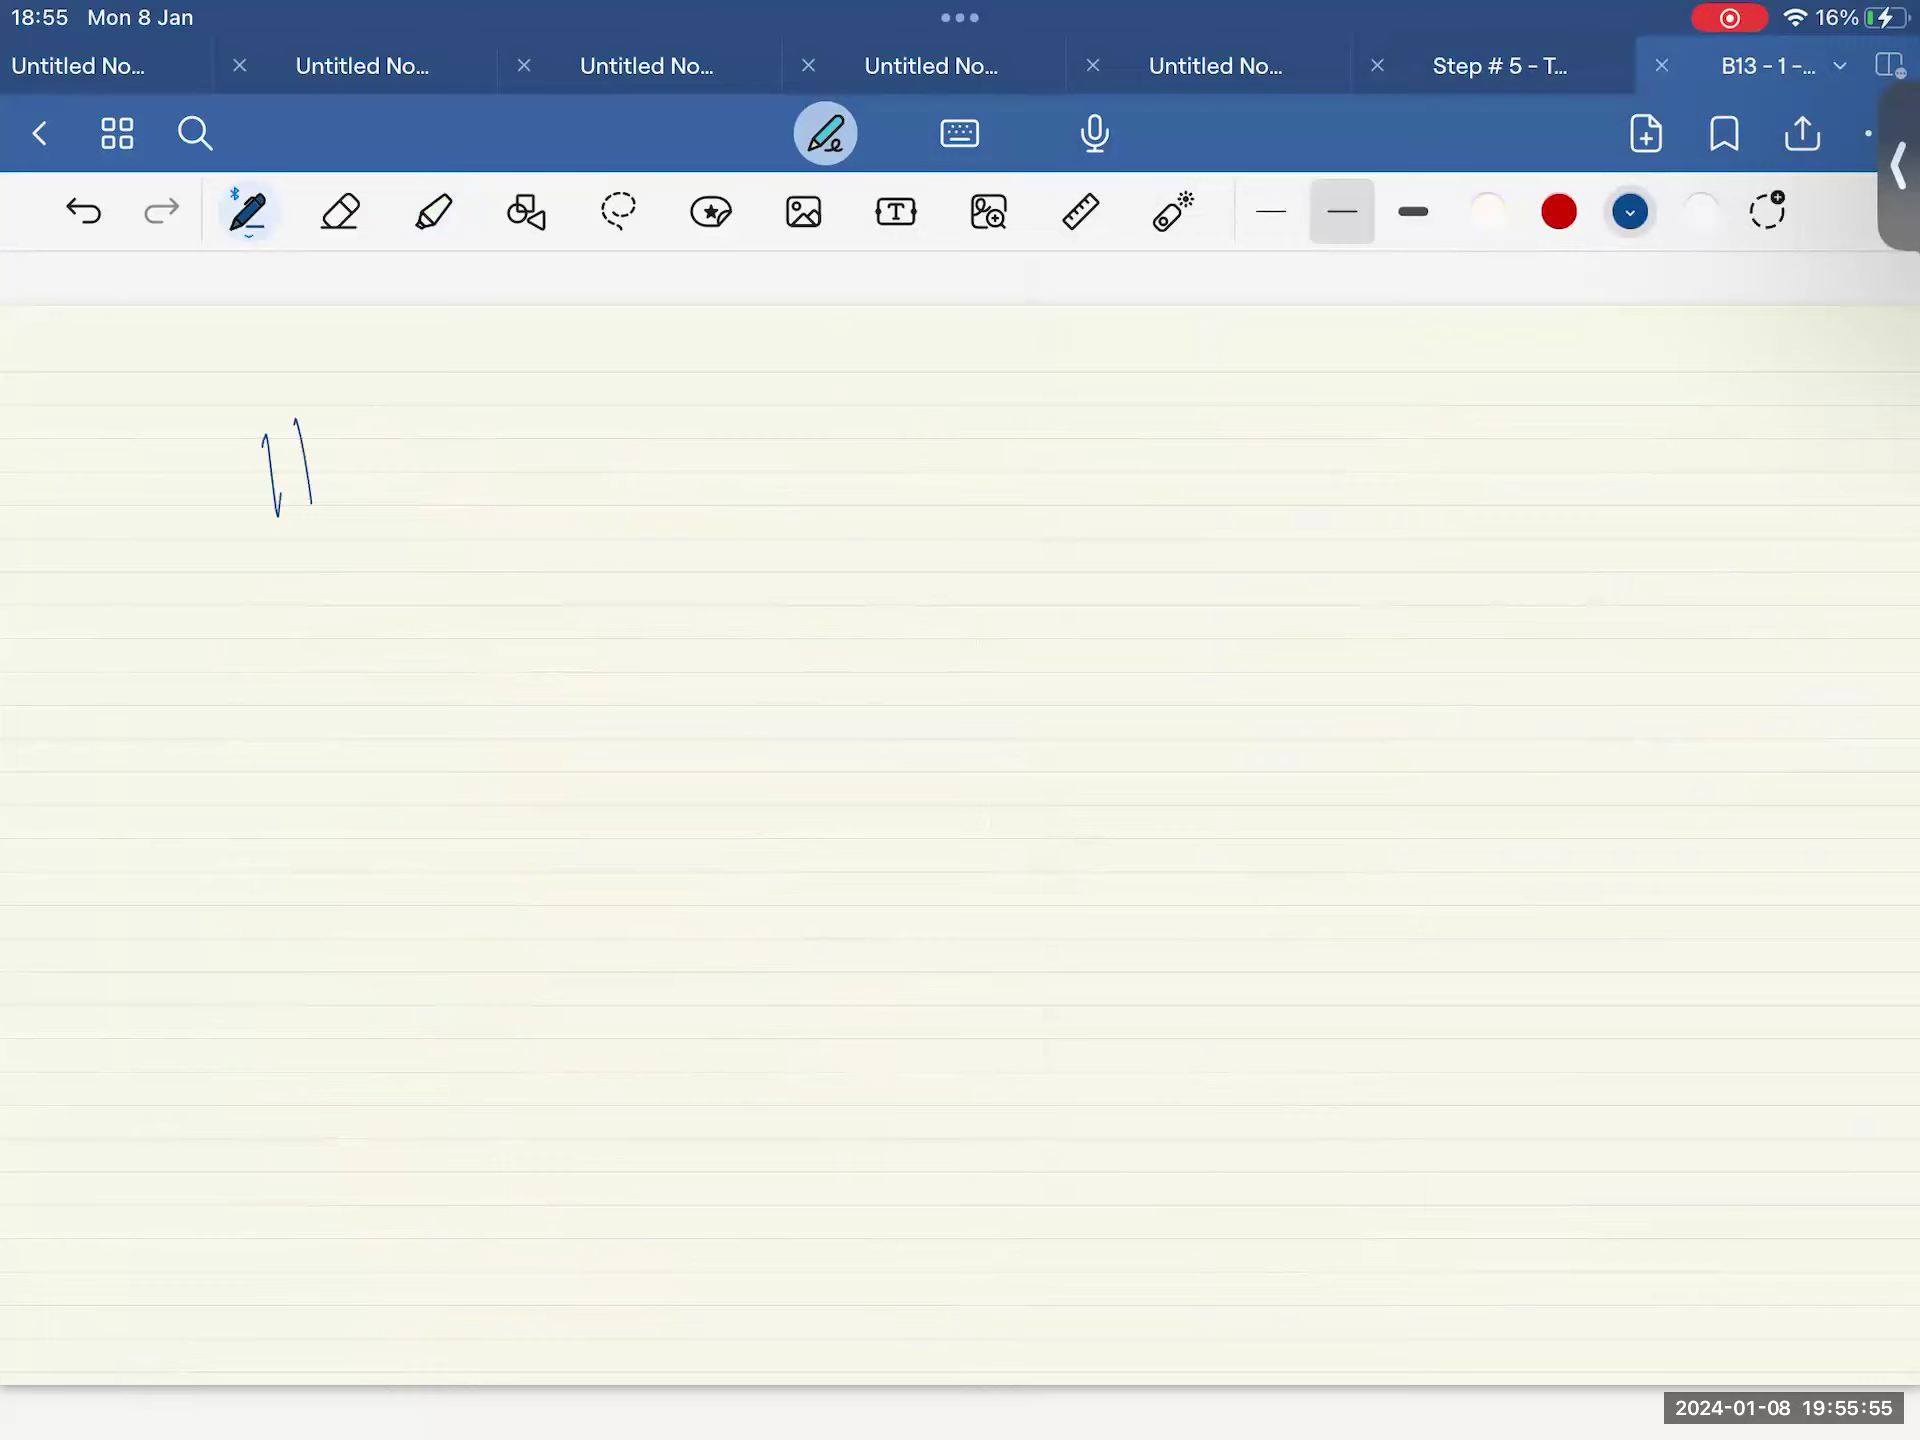 18:55 Mon 8 Jan
16%
Untitled No... Untitled No... Untitled No... Untitled No... Untitled No... Step # 5 - T... B13 - 1 -...
2024-01-08 19:55:55